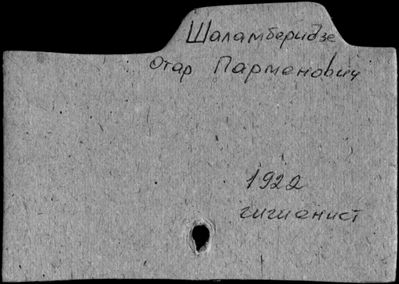 Шаламберидзе
Отар Парменович
1922
гигиенист